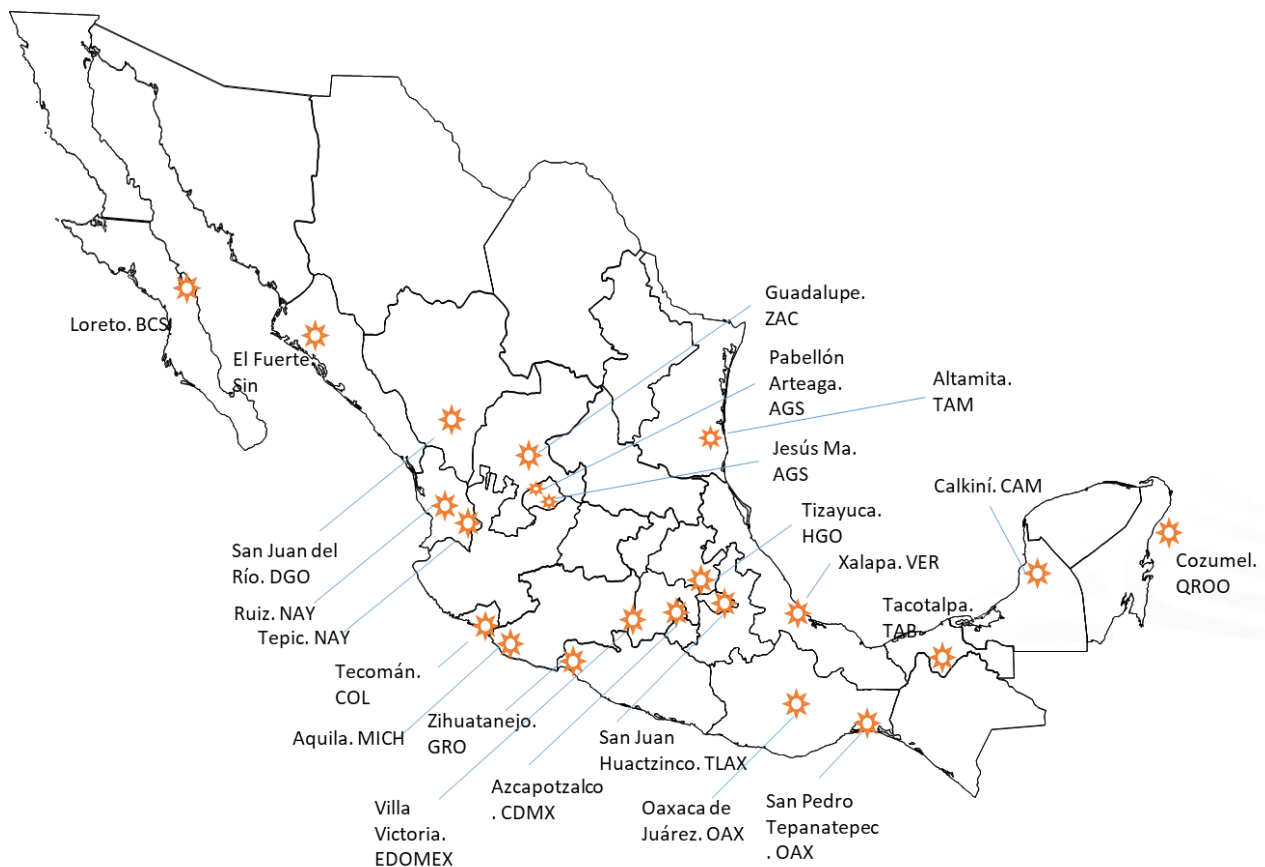 Guadalupe.
ZAC
Pabellón
Arteaga.
AGS
Altamita.
TAM
Loreto. BCS
El Fuerte
Sin
Jesús Ma.
AGS
Calkiní. CAM
Tizayuca.
HGO
Xalapa. VER
Cozumel.
QROO
San Juan del
Río. DGO
Ruiz. NAY
Tepic. NAY
Tacotalpa.
TAB
Tecomán.
COL
Aquila. MICH
Zihuatanejo.
GRO
San Juan
Huactzinco. TLAX
Azcapotzalco
. CDMX
Villa
Victoria.
EDOMEX
Oaxaca de
Juárez. OAX
San Pedro
Tepanatepec
. OAX